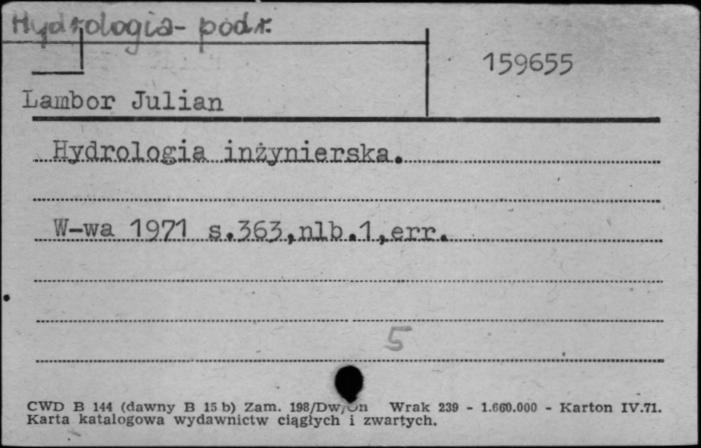 Hydrologia - podr.
159655
Lambor Julian
Hydrologia inżynierska.
W-wa 1971 s.363,nlb.1,err.
5
CWD B 144 (dawny B 15 b) Zam. 198/Dw/On Wrak 239 - 1.660.000 - Karton IV.71.
Karta katalogowa wydawnictw ciągłych i zwartych.